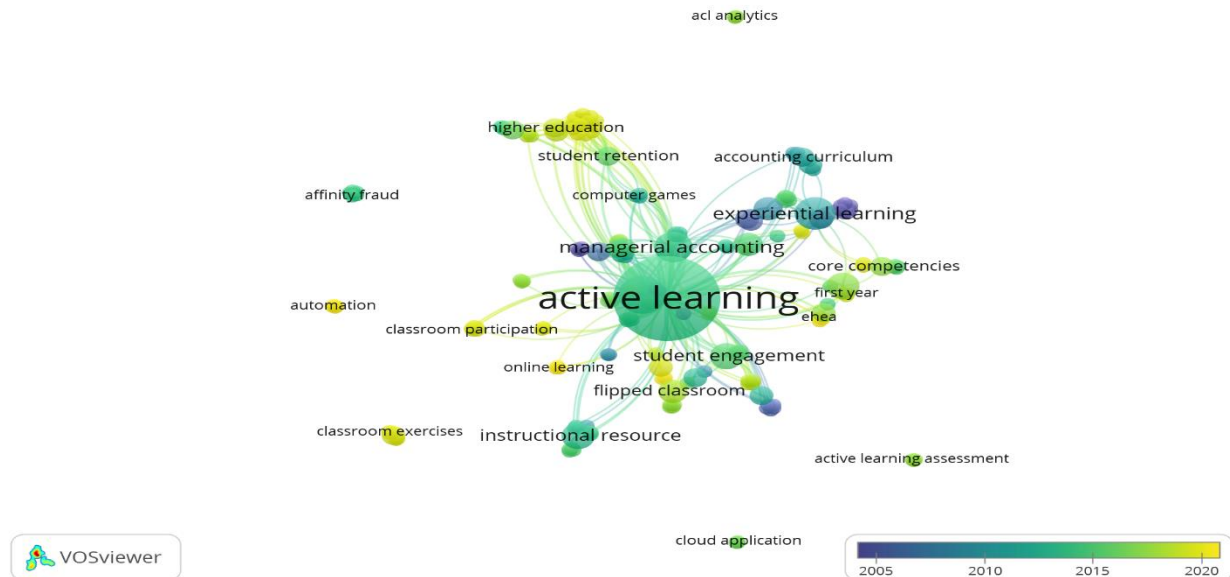 acl analytics
higher education
student retention
accounting curriculum
affinity fraud
computer games
experiential learning
managerial accounting
core competencies
active learning
first year
automation
ehea
classroom participation
student engagement
online learning
flipped classroom
classroom exercises
instructional resource
active learning assessment
cloud application
VOSviewer
2005 2010 2015 2020